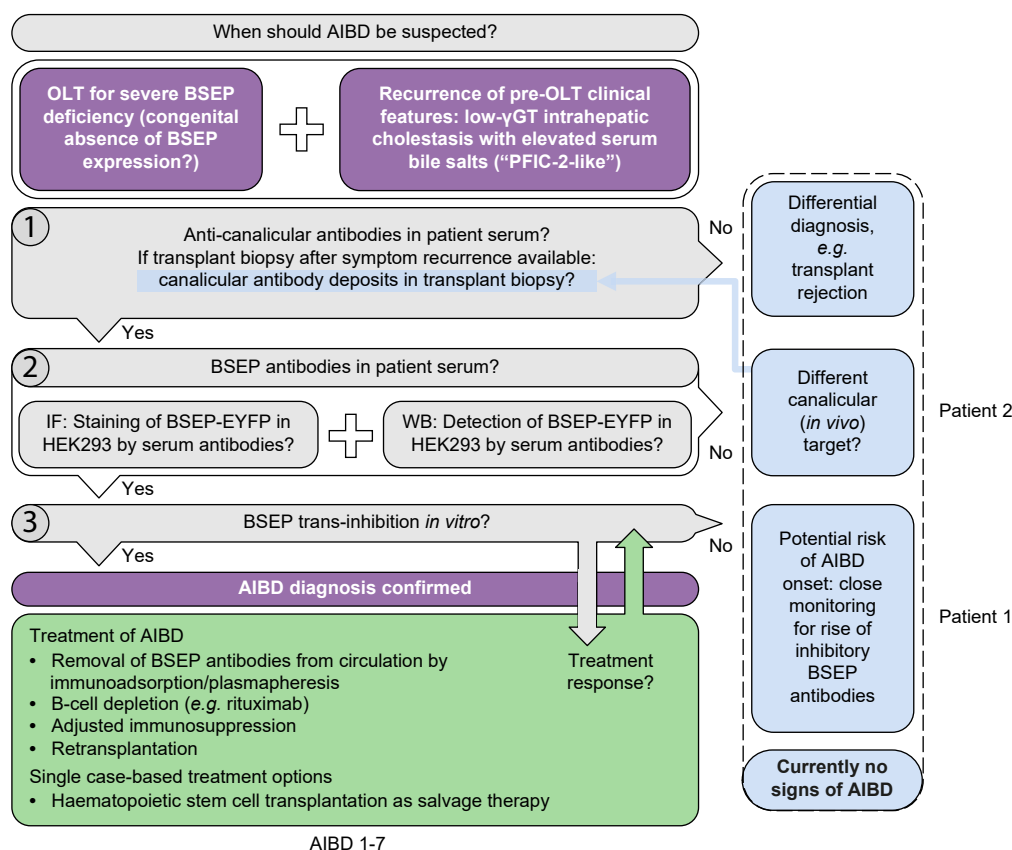 When should AIBD be suspected?
OLT for severe BSEP
deficiency (congenital
absence of BSEP
expression?)
Recurrence of pre-OLT clinical
features: low-γGT intrahepatic
cholestasis with elevated serum
bile salts (“PFIC-2-like”)
1
Anti-canalicular antibodies in patient serum?
If transplant biopsy after symptom recurrence available:
canalicular antibody deposits in transplant biopsy?
No
Differential
diagnosis,
e.g.
transplant
rejection
Yes
2
BSEP antibodies in patient serum?
IF: Staining of BSEP-EYFP in
HEK293 by serum antibodies?
WB: Detection of BSEP-EYFP in
HEK293 by serum antibodies?
No
Different
canalicular
(in vivo)
target?
Patient 2
Yes
3
BSEP trans-inhibition in vitro?
No
Yes
Potential risk
of AIBD
onset: close
monitoring
for rise of
inhibitory
BSEP
antibodies
Patient 1
AIBD diagnosis confirmed
Treatment of AIBD
• Removal of BSEP antibodies from circulation by
immunoadsorption/plasmapheresis
• B-cell depletion (e.g. rituximab)
• Adjusted immunosuppression
• Retransplantation
Single case-based treatment options
• Haematopoietic stem cell transplantation as salvage therapy
Treatment
response?
Currently no
signs of AIBD
AIBD 1-7